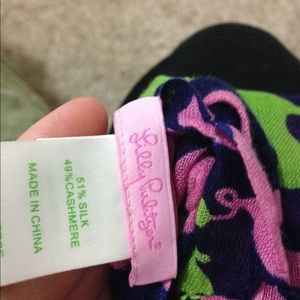 51% SILK
49%CASHMERE
MADE IN CHINA
Lilly Pulitzer®